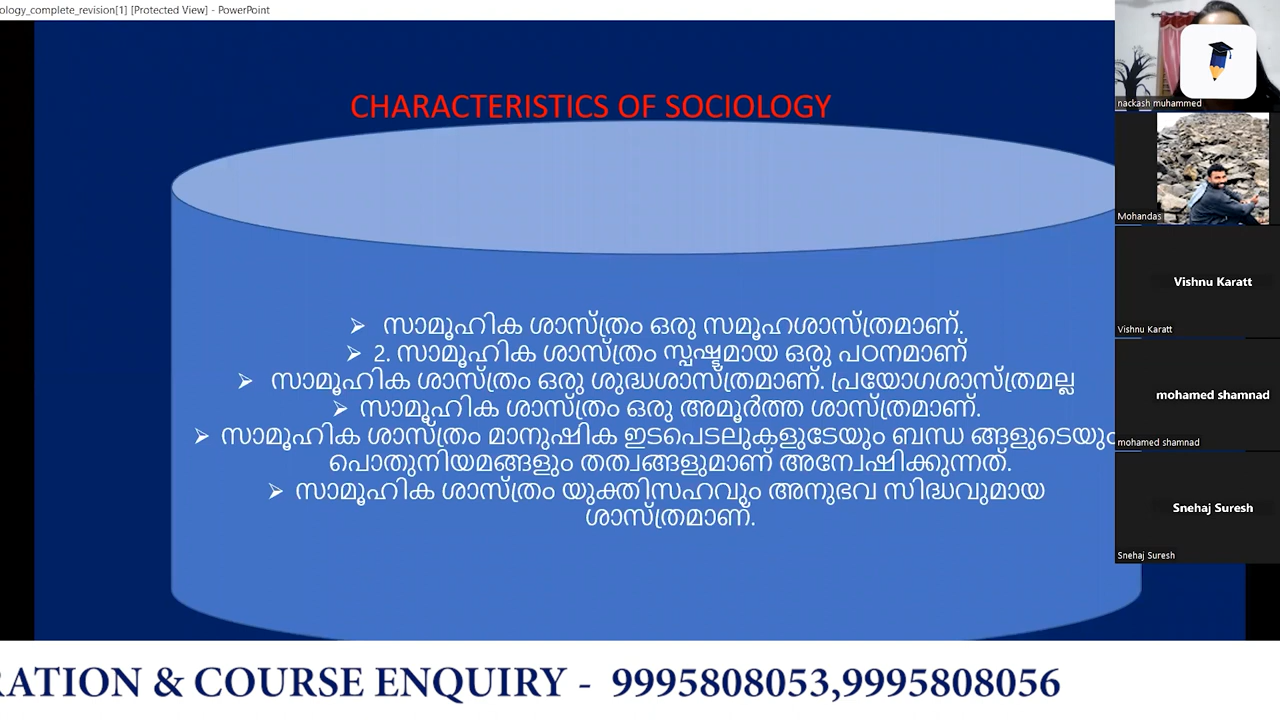 ology_complete_revision[1] [Protected View] - PowerPoint
CHARACTERISTICS OF SOCIOLOGY
➢ സാമൂഹിക ശാസ്ത്രം ഒരു സമൂഹശാസ്ത്രമാണ്.
➢ 2. സാമൂഹിക ശാസ്ത്രം സ്പഷ്ടമായ ഒരു പഠനമാണ്
➢ സാമൂഹിക ശാസ്ത്രം ഒരു ശുദ്ധശാസ്ത്രമാണ്. പ്രയോഗശാസ്ത്രമല്ല
➢ സാമൂഹിക ശാസ്ത്രം ഒരു അമൂർത്ത ശാസ്ത്രമാണ്.
➢ സാമൂഹിക ശാസ്ത്രം മാനുഷിക ഇടപെടലുകളുടേയും ബന്ധ ങ്ങളുടെയും
പൊതുനിയമങ്ങളും തത്വങ്ങളുമാണ് അന്വേഷിക്കുന്നത്.
➢ സാമൂഹിക ശാസ്ത്രം യുക്തിസഹവും അനുഭവ സിദ്ധവുമായ
ശാസ്ത്രമാണ്.
nackash muhammed
Mohandas
Vishnu Karatt
Vishnu Karatt
mohamed shamnad
mohamed shamnad
Snehaj Suresh
Snehaj Suresh
RATION & COURSE ENQUIRY - 9995808053,9995808056